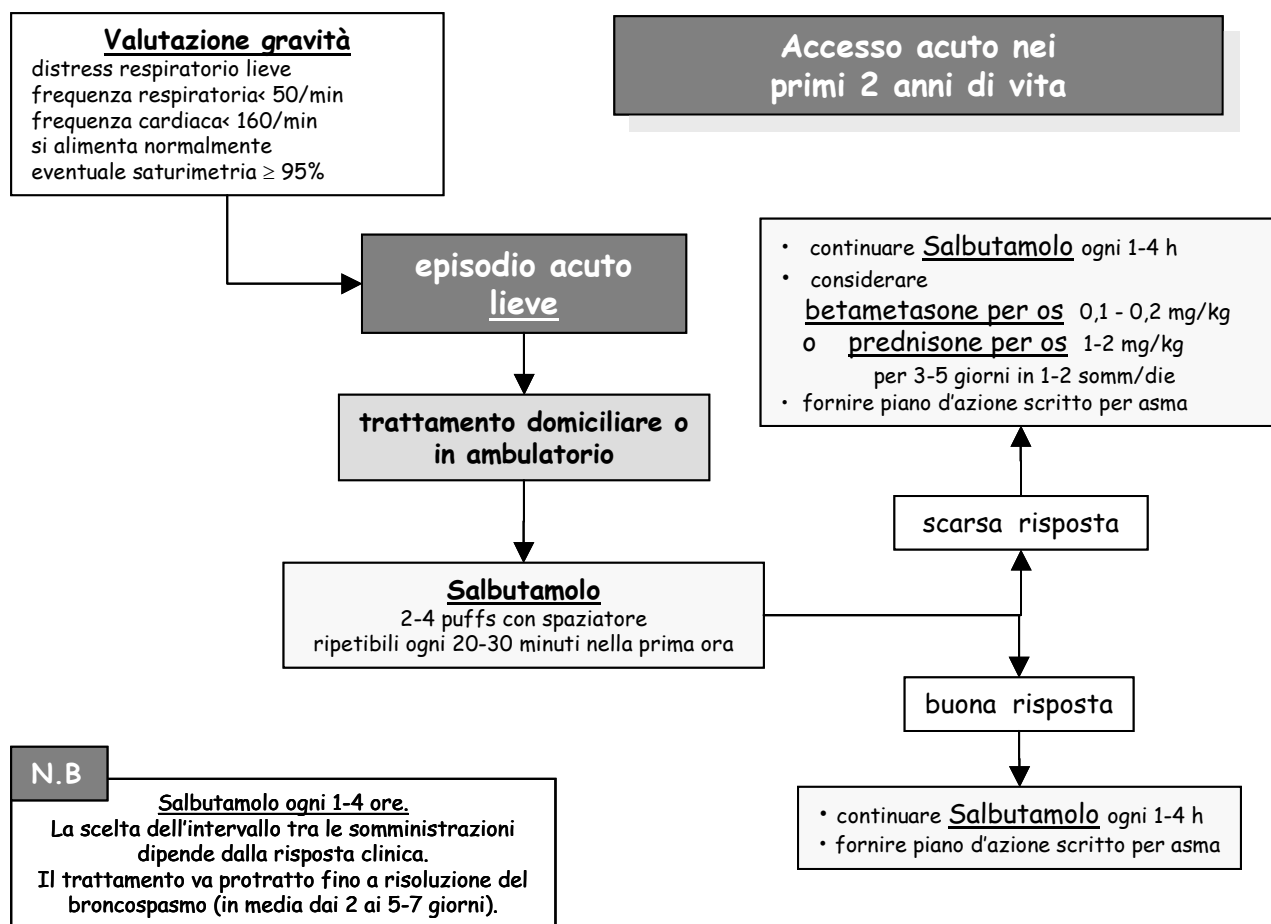 Valutazione gravità
distress respiratorio lieve
frequenza respiratoria< 50/min
frequenza cardiaca< 160/min
si alimenta normalmente
eventuale saturimetria ≥ 95%
Accesso acuto nei
primi 2 anni di vita
episodio acuto
lieve
trattamento domiciliare o
in ambulatorio
Salbutamolo
2-4 puffs con spaziatore
ripetibili ogni 20-30 minuti nella prima ora
• continuare Salbutamolo ogni 1-4 h
• considerare
betametasone per os 0,1 - 0,2 mg/kg
o prednisone per os 1-2 mg/kg
per 3-5 giorni in 1-2 somm/die
• fornire piano d'azione scritto per asma
scarsa risposta
buona risposta
• continuare Salbutamolo ogni 1-4 h
• fornire piano d'azione scritto per asma
N.B
Salbutamolo ogni 1-4 ore.
La scelta dell'intervallo tra le somministrazioni
dipende dalla risposta clinica.
Il trattamento va protratto fino a risoluzione del
broncospasmo (in media dai 2 ai 5-7 giorni).